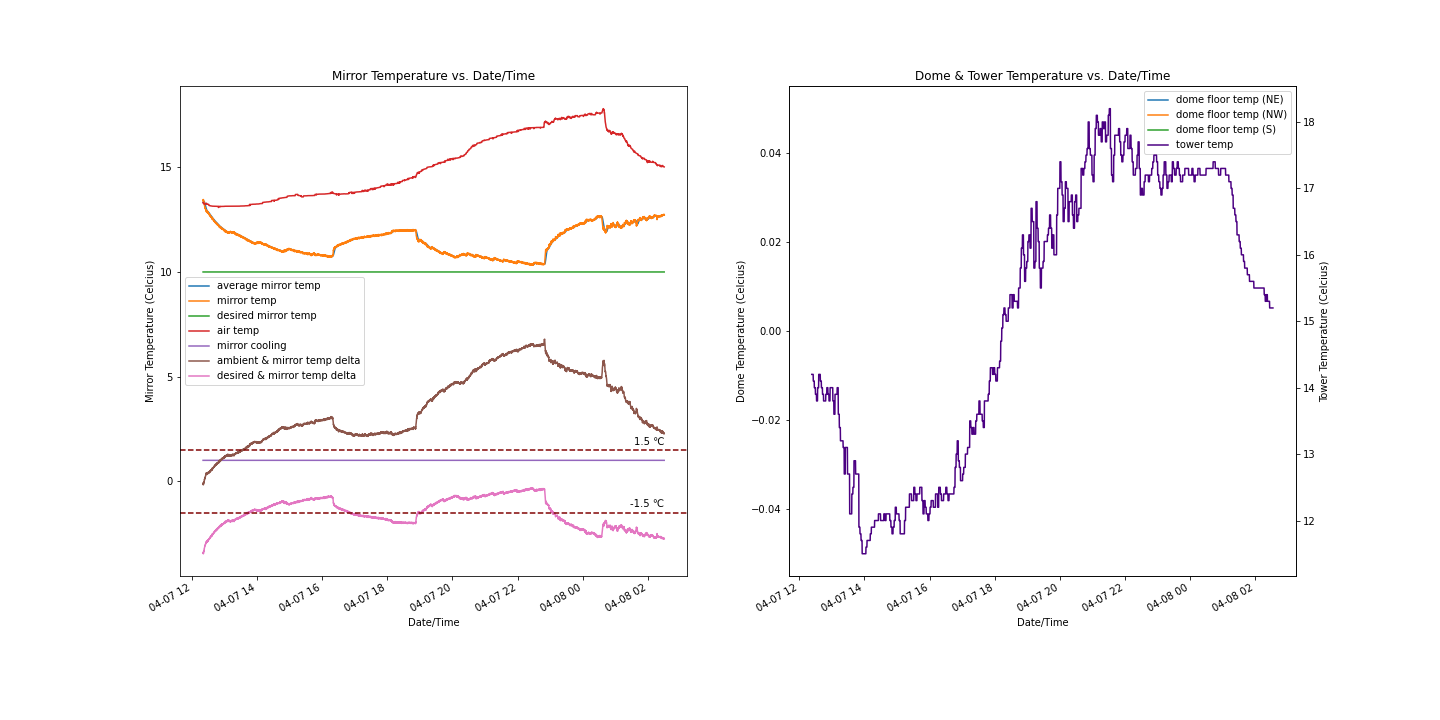 Mirror Temperature vs. Date/Time
Mirror Temperature (Celcius)
15
10
5
0
average mirror temp
mirror temp
desired mirror temp
air temp
mirror cooling
ambient & mirror temp delta
desired & mirror temp delta
1.5 °C
-1.5 °C
04-07 12
04-07 14
04-07 16
04-07 18
04-07 20
04-07 22
04-08 00
04-08 02
Date/Time
Dome & Tower Temperature vs. Date/Time
Dome Temperature (Celcius)
0.04
0.02
0.00
−0.02
−0.04
dome floor temp (NE)
dome floor temp (NW)
dome floor temp (S)
tower temp
18
17
16
15
14
13
12
Tower Temperature (Celcius)
04-07 12
04-07 14
04-07 16
04-07 18
04-07 20
04-07 22
04-08 00
04-08 02
Date/Time